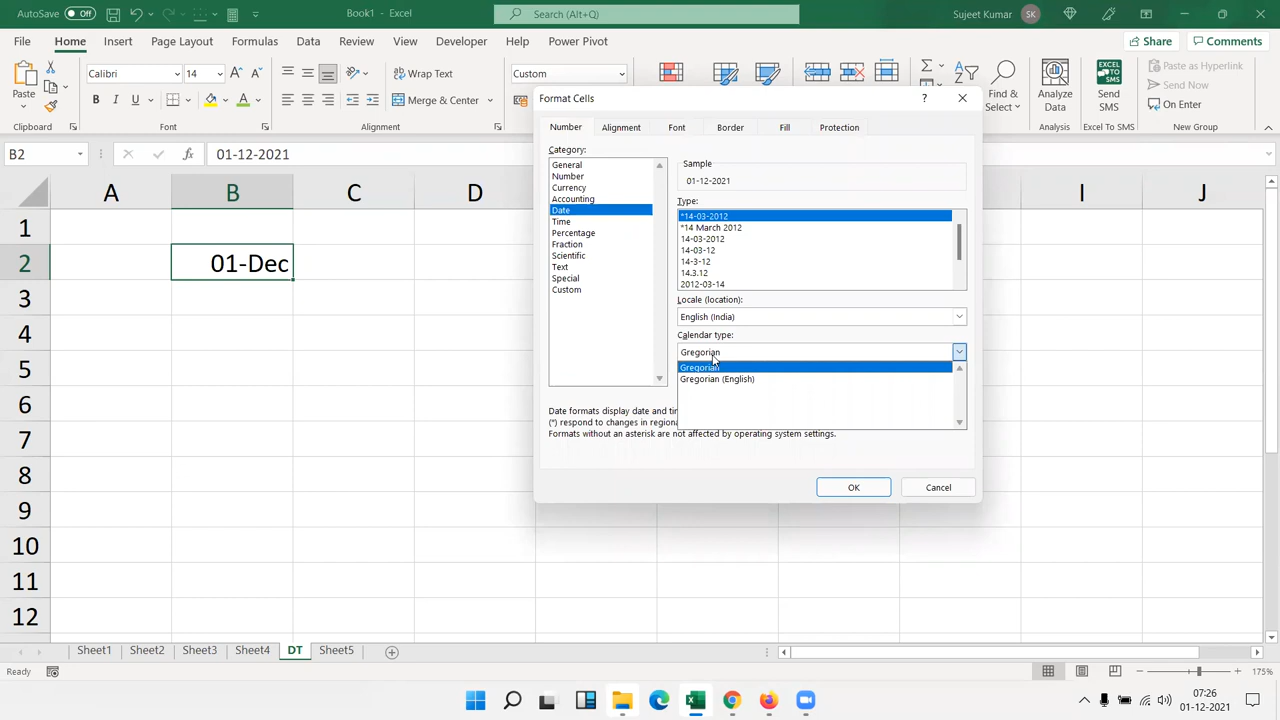 AutoSave Off Book1 - Excel Search (Alt+Q) Sujeet Kumar SK
File Home Insert Page Layout Formulas Data Review View Developer Help Power Pivot Share Comments
Calibri 14 Wrap Text Custom Paste as Hyperlink
Paste B I U A Merge & Center Find & Select Analyze Data EXCEL TO SMS Send SMS Send Now On Enter
Clipboard Font Alignment Analysis Excel To SMS New Group
B2 fx 01-12-2021
Format Cells ?
Number Alignment Font Border Fill Protection
Category:
General
Number
Currency
Accounting
Date
Time
Percentage
Fraction
Scientific
Text
Special
Custom
Sample
01-12-2021
Type:
*14-03-2012
*14 March 2012
14-03-2012
14-03-12
14-3-12
14.3.12
2012-03-14
Locale (location):
English (India)
Calendar type:
Gregorian
Gregorian
Gregorian (English)
Date formats display date and
(*) respond to changes in
Formats without an asterisk are not affected by operating system settings.
OK Cancel
A B C D I J
1
2 01-Dec
3
4
5
6
7
8
9
10
11
12
Sheet1 Sheet2 Sheet3 Sheet4 DT Sheet5
Ready 175%
07:26
01-12-2021